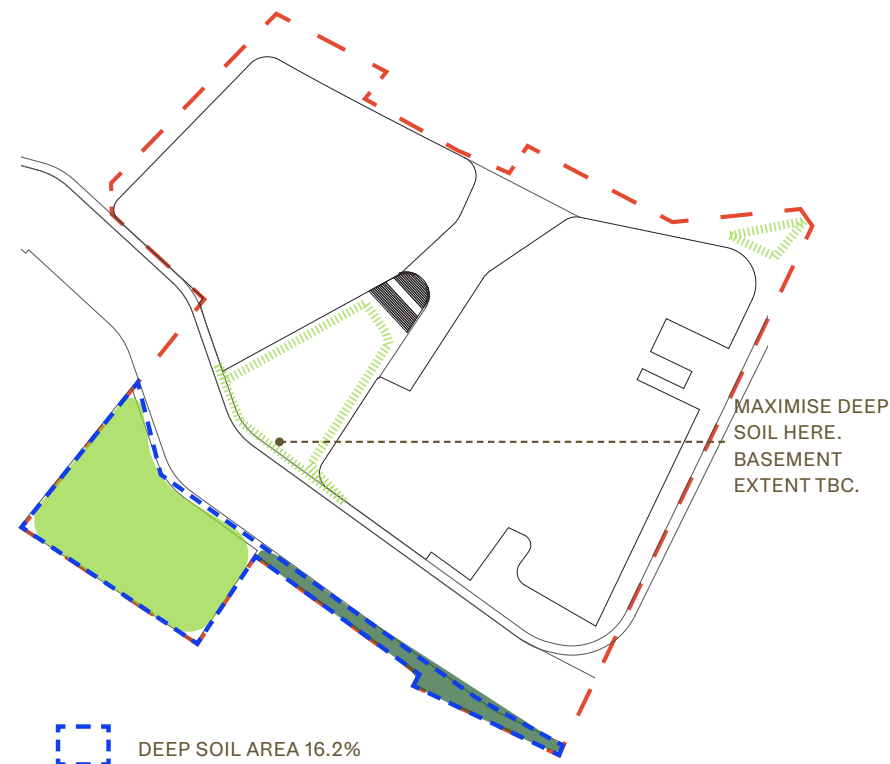 MAXIMISE DEEP
SOIL HERE.
BASEMENT
EXTENT TBC.
DEEP SOIL AREA 16.2%